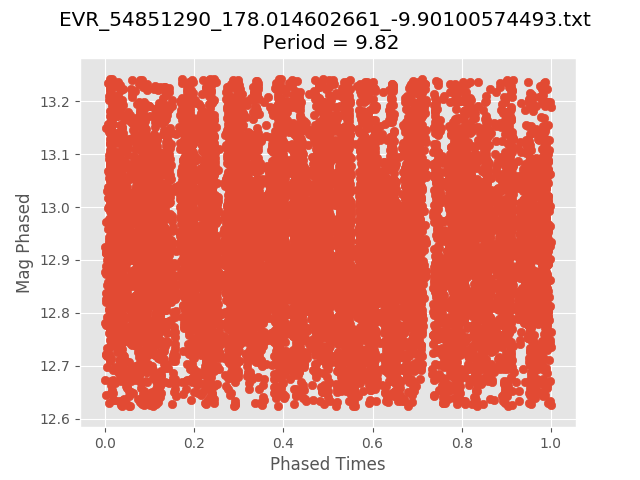 EVR_54851290_178.014602661_-9.90100574493.txt
Period = 9.82
13.2
13.1
13.0
12.9
12.8
12.7
12.6
Mag Phased
0.0 0.2 0.4 0.6 0.8 1.0
Phased Times